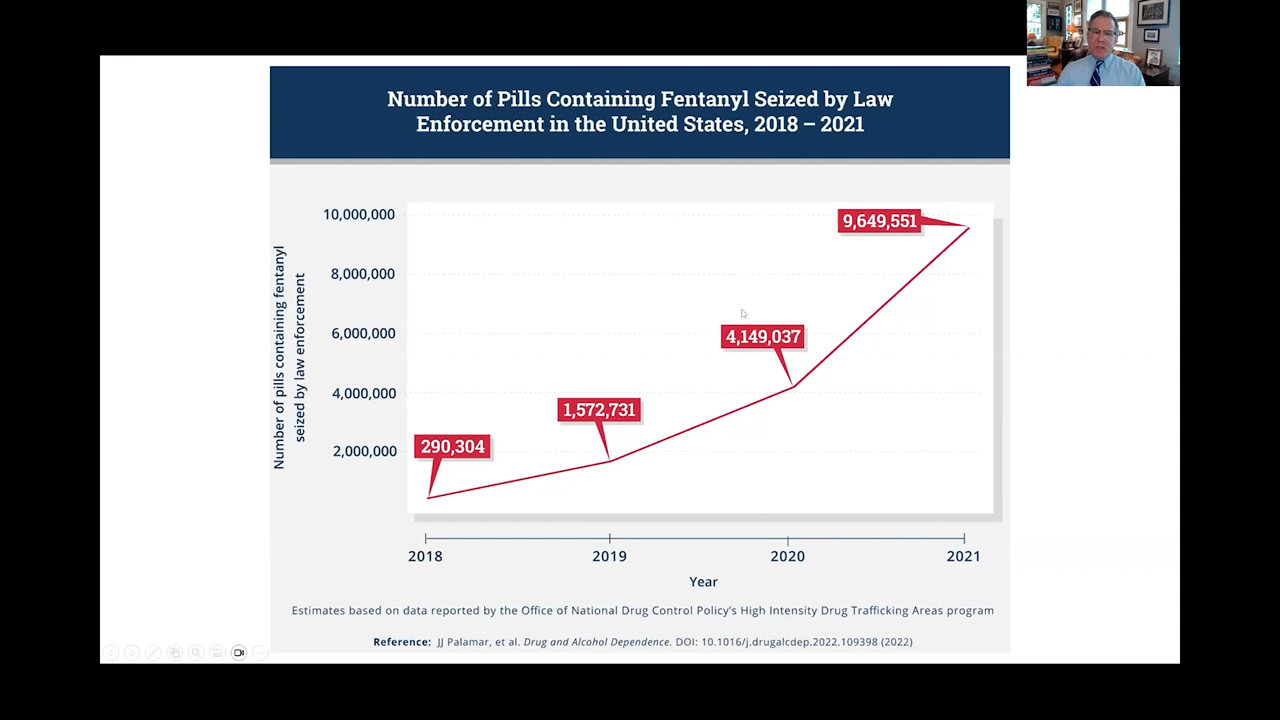 Number of Pills Containing Fentanyl Seized by Law
Enforcement in the United States, 2018 – 2021
10,000,000
8,000,000
6,000,000
4,000,000
2,000,000
Number of pills containing fentanyl
seized by law enforcement
290,304
1,572,731
4,149,037
9,649,551
2018
2019
2020
2021
Year
Estimates based on data reported by the Office of National Drug Control Policy's High Intensity Drug Trafficking Areas program
Reference: JJ Palamar, et al. Drug and Alcohol Dependence. DOI: 10.1016/j.drugalcdep.2022.109398 (2022)